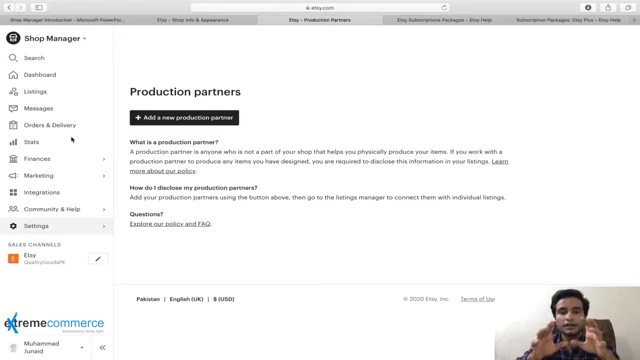 etsy.com
Shop Manager Introduction - Microsoft PowerPoi...
Etsy - Shop Info & Appearance
Etsy - Production Partners
Etsy Subscriptions Packages – Etsy Help
Subscription Packages: Etsy Plus – Etsy Help
Shop Manager
Search
Dashboard
Listings
Messages
Orders & Delivery
Stats
Finances
Marketing
Integrations
Community & Help
Settings
SALES CHANNELS
E
Etsy
QualityGoodsPK
extremecommerce
ecommerce done right
Muhammad
Junaid
Production partners
+ Add a new production partner
What is a production partner?
A production partner is anyone who is not a part of your shop that helps you physically produce your items. If you work with a
production partner to produce any items you have designed, you are required to disclose this information in your listings. Learn
more about our policy.
How do I disclose my production partners?
Add your production partners using the button above, then go to the listings manager to connect them with individual listings.
Questions?
Explore our policy and FAQ.
Pakistan | English (UK) | $ (USD)
© 2020 Etsy, Inc.
Terms of Use